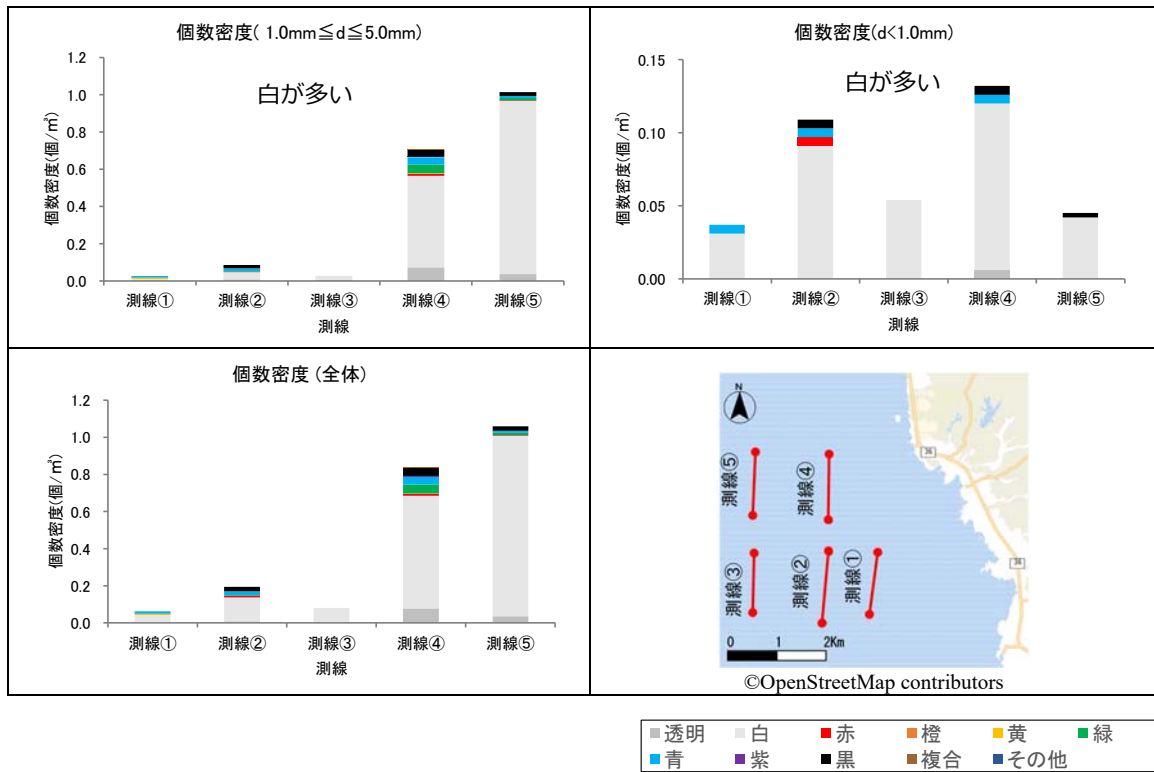 個数密度( 1.0mm≦d≦5.0mm)
白が多い
個数密度(個/㎥)
1.2
1.0
0.8
0.6
0.4
0.2
0.0
測線① 測線② 測線③ 測線④ 測線⑤
測線
個数密度(d<1.0mm)
白が多い
個数密度(個/㎥)
0.15
0.10
0.05
0.00
測線① 測線② 測線③ 測線④ 測線⑤
測線
個数密度 (全体)
個数密度(個/㎥)
1.2
1.0
0.8
0.6
0.4
0.2
0.0
測線① 測線② 測線③ 測線④ 測線⑤
測線
N
測線⑤
測線④
36
測線③
測線②
測線①
36
0 1 2Km
©OpenStreetMap contributors
透明 白 赤 橙 黄 緑
青 紫 黒 複合 その他